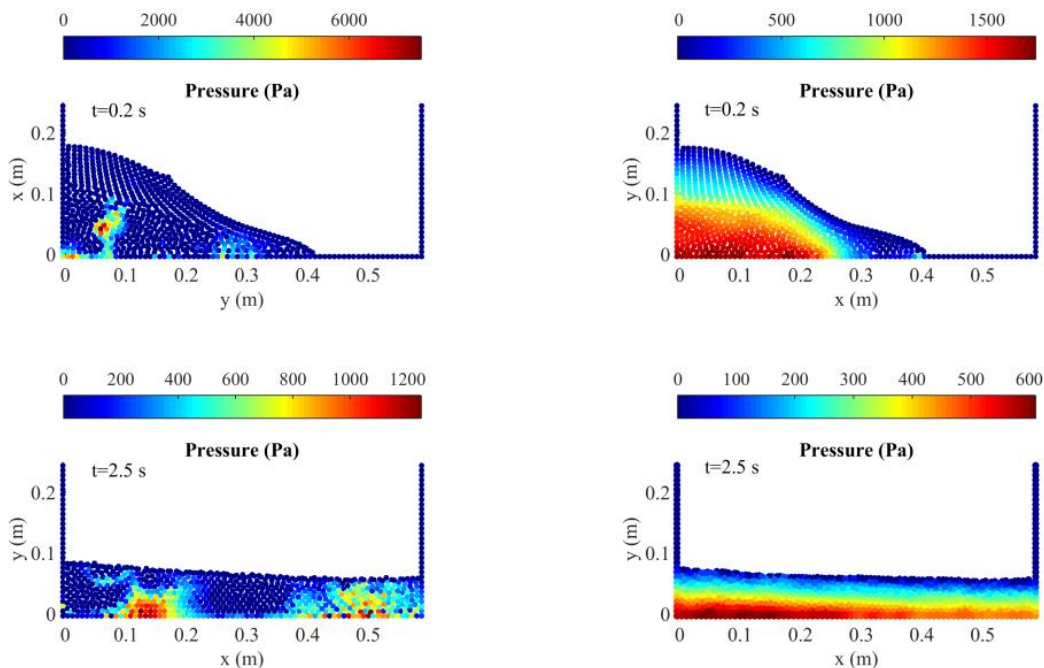 0 2000 4000 6000
Pressure (Pa)
t=0.2 s
0.2
0.1
0
x (m)
0 0.1 0.2 0.3 0.4 0.5
y (m)
0 500 1000 1500
Pressure (Pa)
t=0.2 s
0.2
0.1
0
y (m)
0 0.1 0.2 0.3 0.4 0.5
x (m)
0 200 400 600 800 1000 1200
Pressure (Pa)
t=2.5 s
0.2
0.1
0
y (m)
0 0.1 0.2 0.3 0.4 0.5
x (m)
0 100 200 300 400 500 600
Pressure (Pa)
t=2.5 s
0.2
0.1
0
y (m)
0 0.1 0.2 0.3 0.4 0.5
x (m)